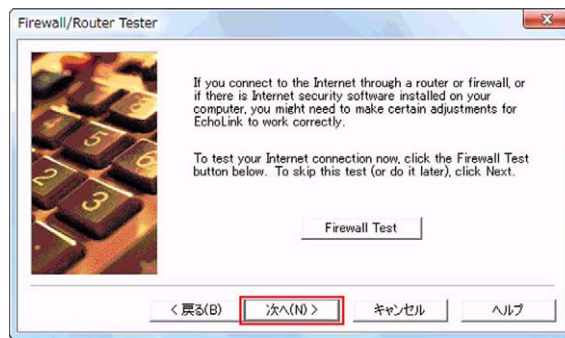 Firewall/Router Tester
If you connect to the Internet through a router or firewall, or
if there is Internet security software installed on your
computer, you might need to make certain adjustments for
EchoLink to work correctly.
To test your Internet connection now, click the Firewall Test
button below. To skip this test (or do it later), click Next.
Firewall Test
< 戻る(B) 次へ(N) > キャンセル ヘルプ